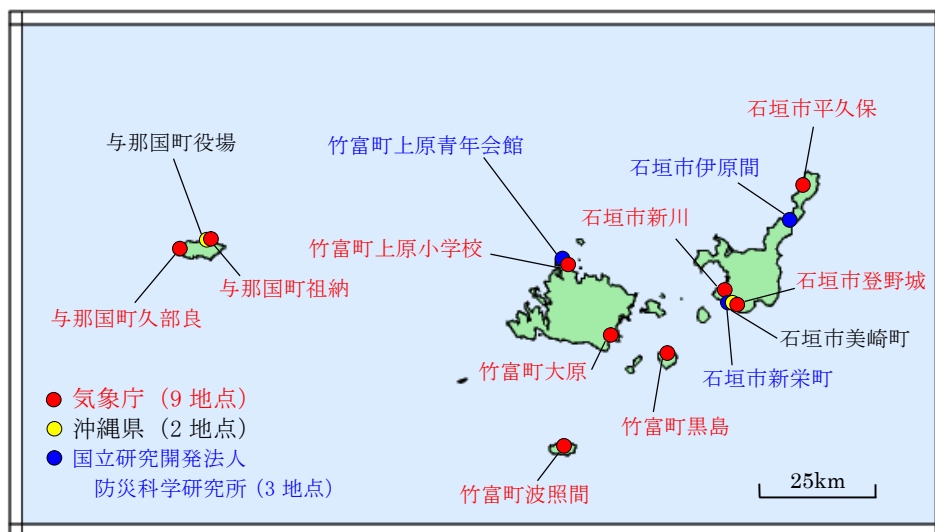 石垣市平久保
与那国町役場
竹富町上原青年会館
石垣市伊原間
石垣市新川
竹富町上原小学校
与那国町祖納
石垣市登野城
与那国町久部良
石垣市美崎町
竹富町大原
石垣市新栄町
気象庁（9 地点）
竹富町黒島
沖縄県（2 地点）
国立研究開発法人
防災科学研究所（3 地点）
竹富町波照間
25km